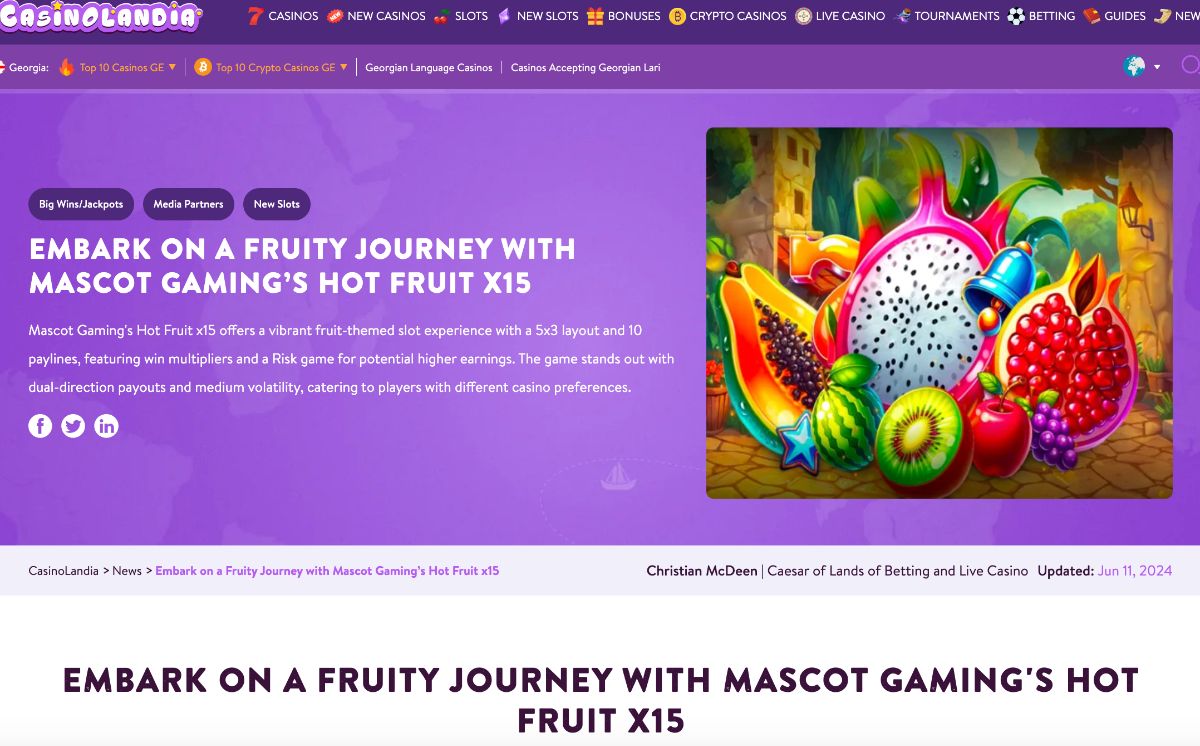 CASINOLANDIA
CASINOS NEW CASINOS SLOTS NEW SLOTS BONUSES CRYPTO CASINOS LIVE CASINO TOURNAMENTS BETTING GUIDES NEW
Georgia: Top 10 Casinos GE Top 10 Crypto Casinos GE Georgian Language Casinos Casinos Accepting Georgian Lari
Big Wins/Jackpots Media Partners New Slots
EMBARK ON A FRUITY JOURNEY WITH
MASCOT GAMING’S HOT FRUIT X15
Mascot Gaming's Hot Fruit x15 offers a vibrant fruit-themed slot experience with a 5x3 layout and 10
paylines, featuring win multipliers and a Risk game for potential higher earnings. The game stands out with
dual-direction payouts and medium volatility, catering to players with different casino preferences.
CasinoLandia > News > Embark on a Fruity Journey with Mascot Gaming’s Hot Fruit x15
Christian McDeen | Caesar of Lands of Betting and Live Casino Updated: Jun 11, 2024
EMBARK ON A FRUITY JOURNEY WITH MASCOT GAMING'S HOT
FRUIT X15